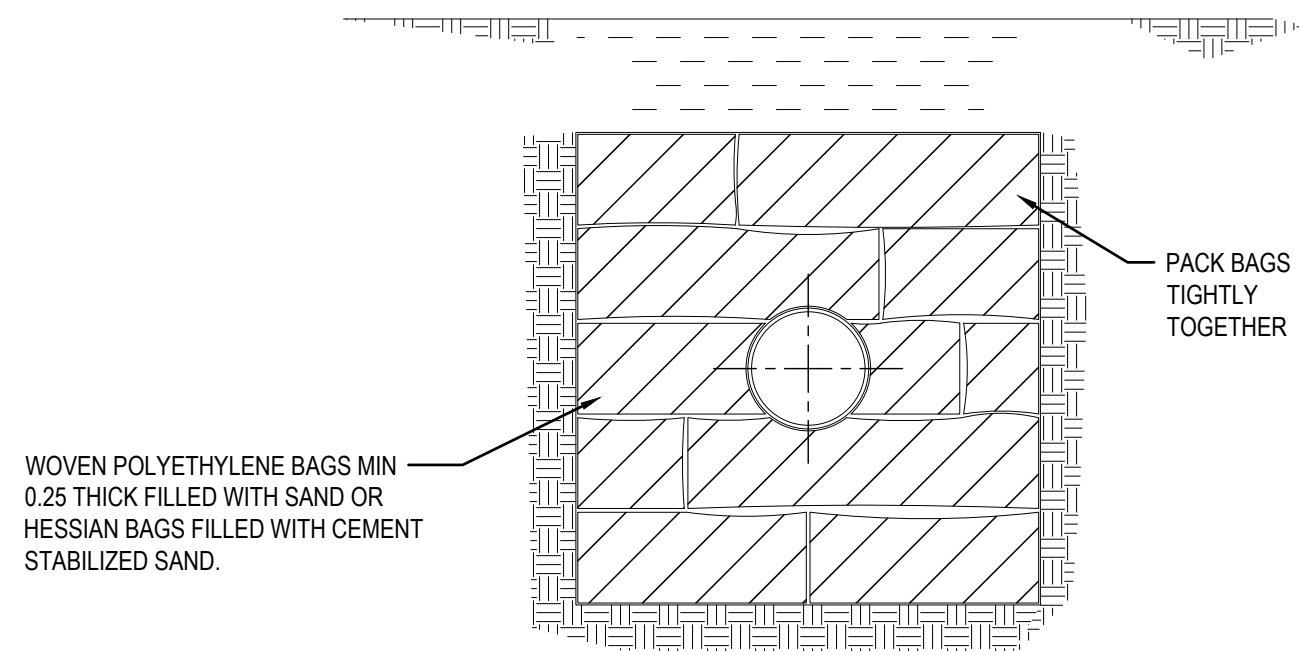 PACK BAGS
TIGHTLY
TOGETHER
WOVEN POLYETHYLENE BAGS MIN
0.25 THICK FILLED WITH SAND OR
HESSIAN BAGS FILLED WITH CEMENT
STABILIZED SAND.